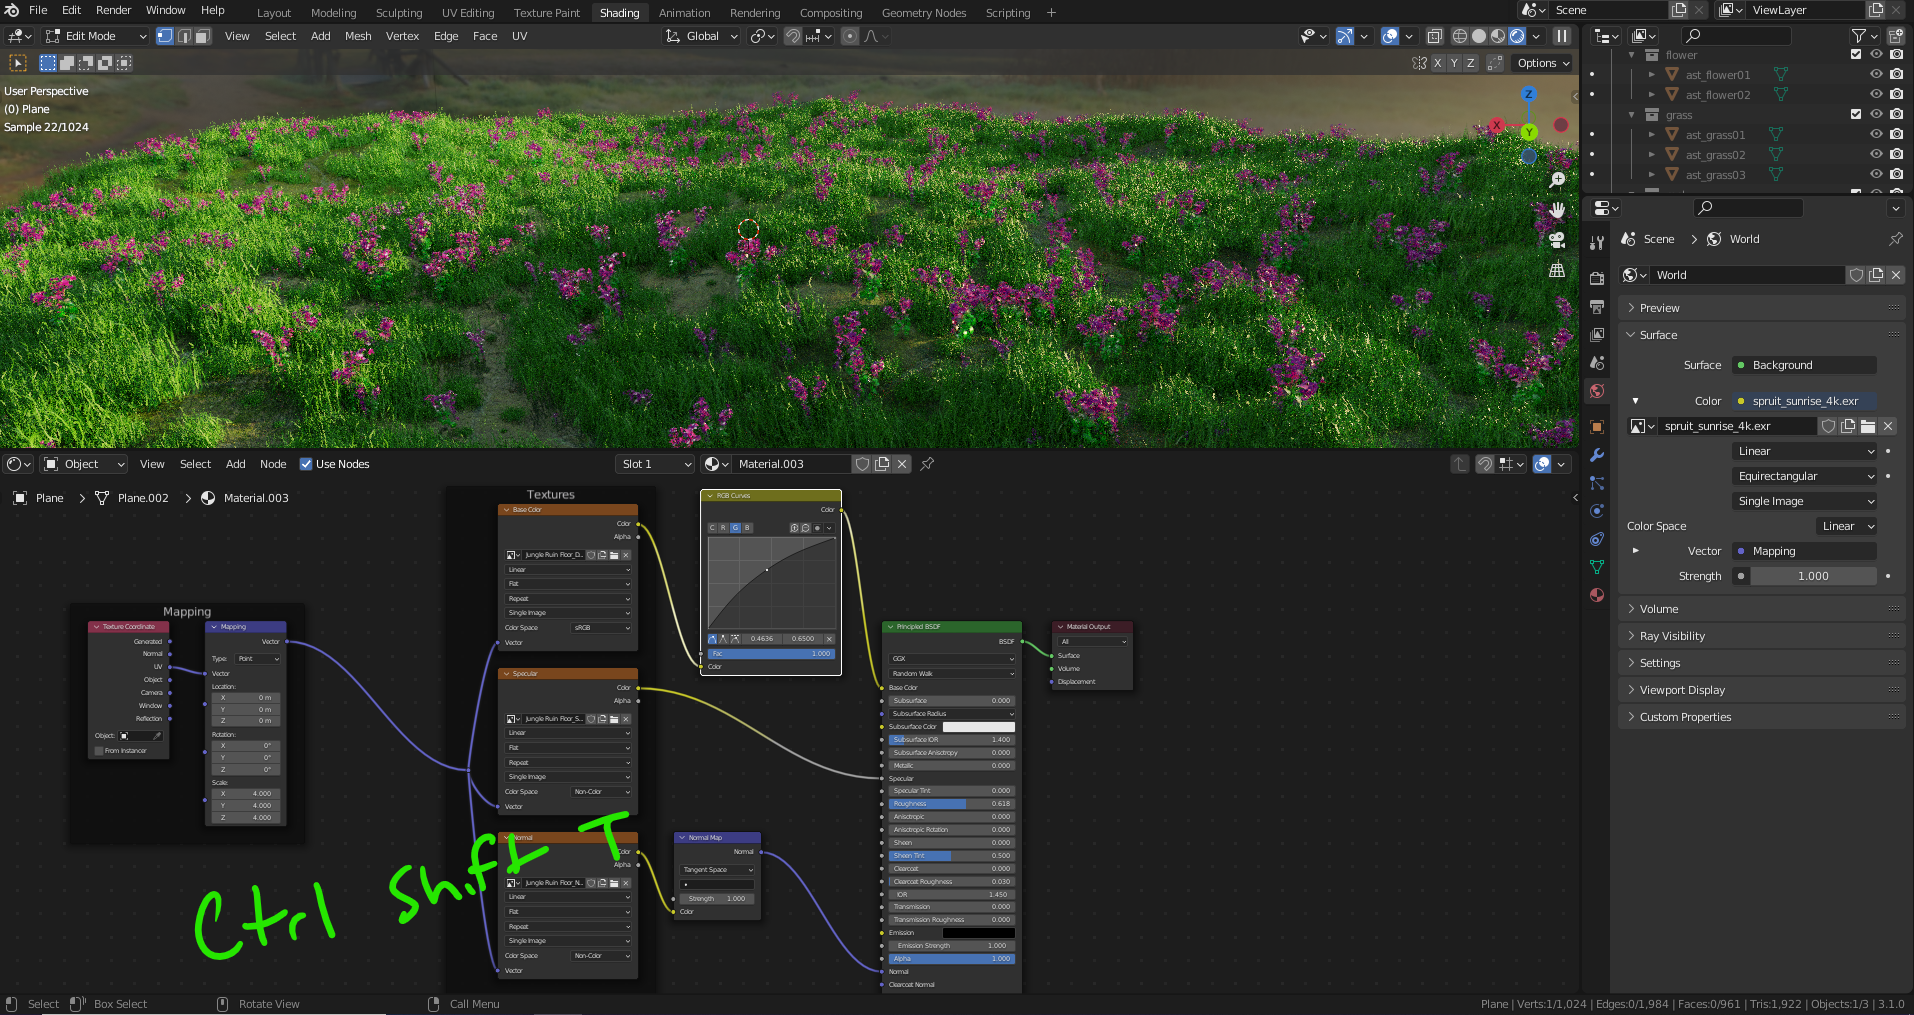 File Edit Render Window Help Layout Modeling Sculpting UV Editing Texture Paint Shading Animation Rendering Compositing Geometry Nodes Scripting + Scene ViewLayer
Edit Mode View Select Add Mesh Vertex Edge Face UV Global
X Y Z Options
User Perspective
(0) Plane
Sample 22/1024
Z
X
Y
flower
ast_flower01
ast_flower02
grass
ast_grass01
ast_grass02
ast_grass03
Scene > World
World
Preview
Surface
Surface Background
Color spruit_sunrise_4k.exr
spruit_sunrise_4k.exr
Linear
Equirectangular
Single Image
Color Space Linear
Vector Mapping
Strength 1.000
Volume
Ray Visibility
Settings
Viewport Display
Custom Properties
Object View Select Add Node Use Nodes Slot 1 Material.003
Plane > Plane.002 > Material.003
Mapping
Texture Coordinate
Generated
Normal
UV
Object
Camera
Window
Reflection
Object:
From Instancer
Mapping
Vector
Type: Point
Vector
Location:
X 0 m
Y 0 m
Z 0 m
Rotation:
X 0°
Y 0°
Z 0°
Scale:
X 4.000
Y 4.000
Z 4.000
Textures
Base Color
Color
Alpha
Jungle Ruin Floor_D..
Linear
Flat
Repeat
Single Image
Color Space sRGB
Vector
Specular
Color
Alpha
Jungle Ruin Floor_S..
Linear
Flat
Repeat
Single Image
Color Space Non-Color
Vector
Normal
Color
Alpha
Jungle Ruin Floor_N..
Linear
Flat
Repeat
Single Image
Color Space Non-Color
Vector
RGB Curves
Color
C R G B
0.4636 0.6500
Fac 1.000
Color
Normal Map
Normal
Tangent Space
Strength 1.000
Color
Principled BSDF
BSDF
GGX
Random Walk
Base Color
Subsurface 0.000
Subsurface Radius
Subsurface Color
Subsurface IOR 1.400
Subsurface Anisotropy 0.000
Metallic 0.000
Specular
Specular Tint 0.000
Roughness 0.618
Anisotropic 0.000
Anisotropic Rotation 0.000
Sheen 0.000
Sheen Tint 0.500
Clearcoat 0.000
Clearcoat Roughness 0.030
IOR 1.450
Transmission 0.000
Transmission Roughness 0.000
Emission
Emission Strength 1.000
Alpha 1.000
Normal
Clearcoat Normal
Material Output
All
Surface
Volume
Displacement
Ctrl shift T
Select Box Select Rotate View Call Menu Plane | Verts:1/1,024 | Edges:0/1,984 | Faces:0/961 | Tris:1,922 | Objects:1/3 | 3.1.0